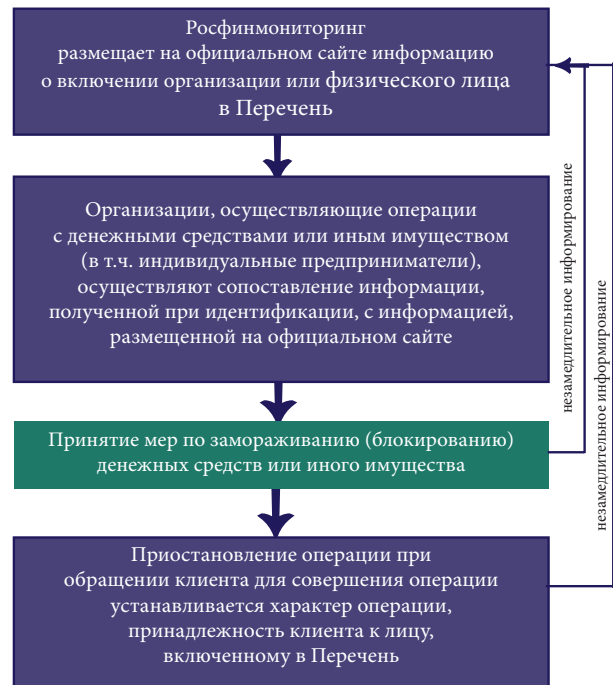 Росфинмониторинг
размещает на официальном сайте информацию
о включении организации или физического лица
в Перечень
Организации, осуществляющие операции
с денежными средствами или иным имуществом
(в т.ч. индивидуальные предприниматели),
осуществляют сопоставление информации,
полученной при идентификации, с информацией,
размещенной на официальном сайте
Принятие мер по замораживанию (блокированию)
денежных средств или иного имущества
Приостановление операции при
обращении клиента для совершения операции
устанавливается характер операции,
принадлежность клиента к лицу,
включенному в Перечень
незамедлительное информирование
незамедлительное информирование